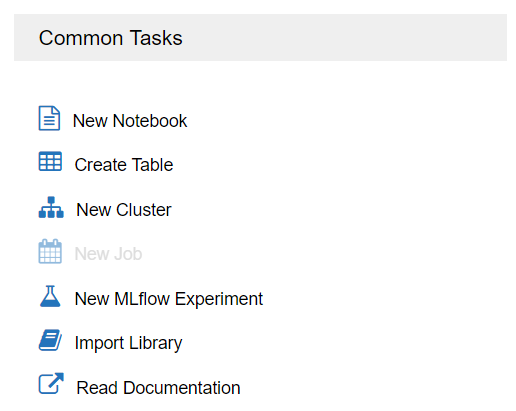 Common Tasks
New Notebook
Create Table
New Cluster
New Job
New MLflow Experiment
Import Library
Read Documentation